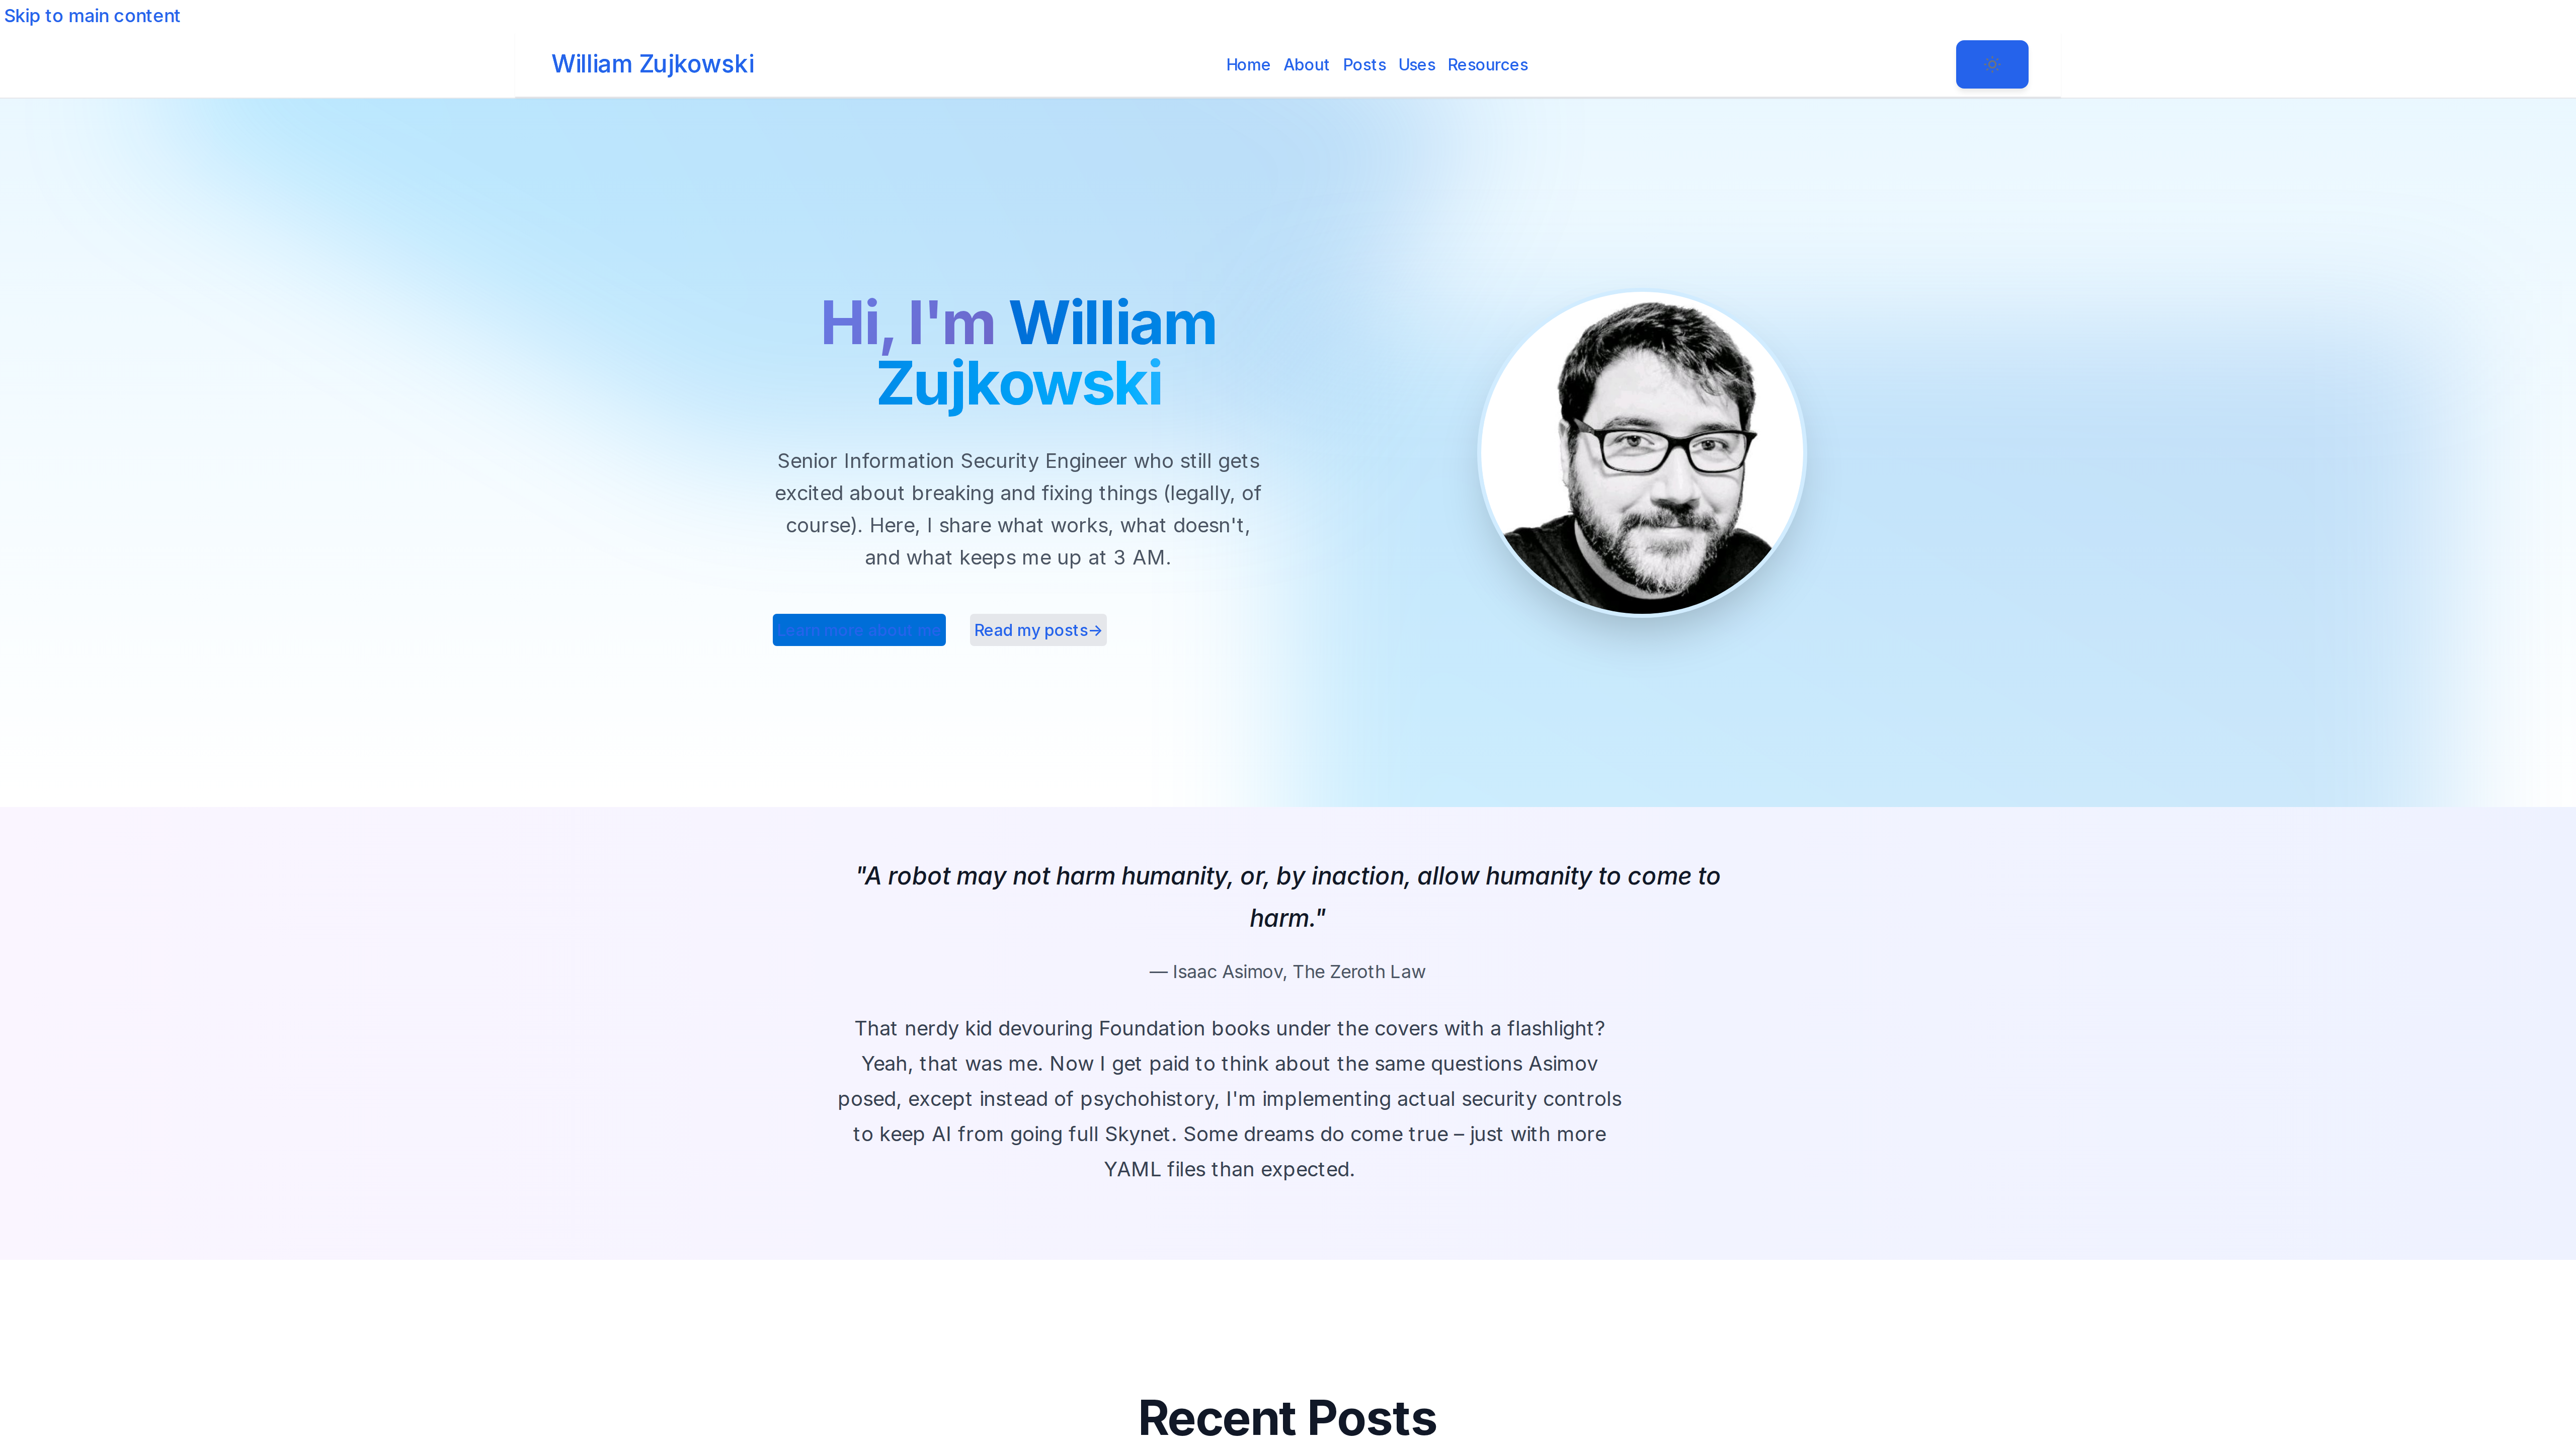 Skip to main content
William Zujkowski
Home About Posts Uses Resources
Hi, I'm William
Zujkowski
Senior Information Security Engineer who still gets
excited about breaking and fixing things (legally, of
course). Here, I share what works, what doesn't,
and what keeps me up at 3 AM.
Learn more about me
Read my posts→
"A robot may not harm humanity, or, by inaction, allow humanity to come to
harm."
— Isaac Asimov, The Zeroth Law
That nerdy kid devouring Foundation books under the covers with a flashlight?
Yeah, that was me. Now I get paid to think about the same questions Asimov
posed, except instead of psychohistory, I'm implementing actual security controls
to keep AI from going full Skynet. Some dreams do come true – just with more
YAML files than expected.
Recent Posts